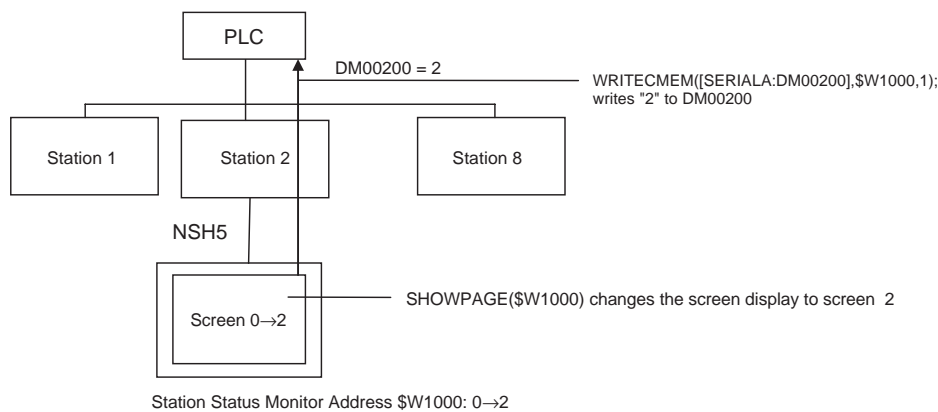 PLC
DM00200 = 2
WRITECMEM([SERIALA:DM00200],$W1000,1);
writes "2" to DM00200
Station 1
Station 2
Station 8
NSH5
SHOWPAGE($W1000) changes the screen display to screen 2
Screen 0→2
Station Status Monitor Address $W1000: 0→2